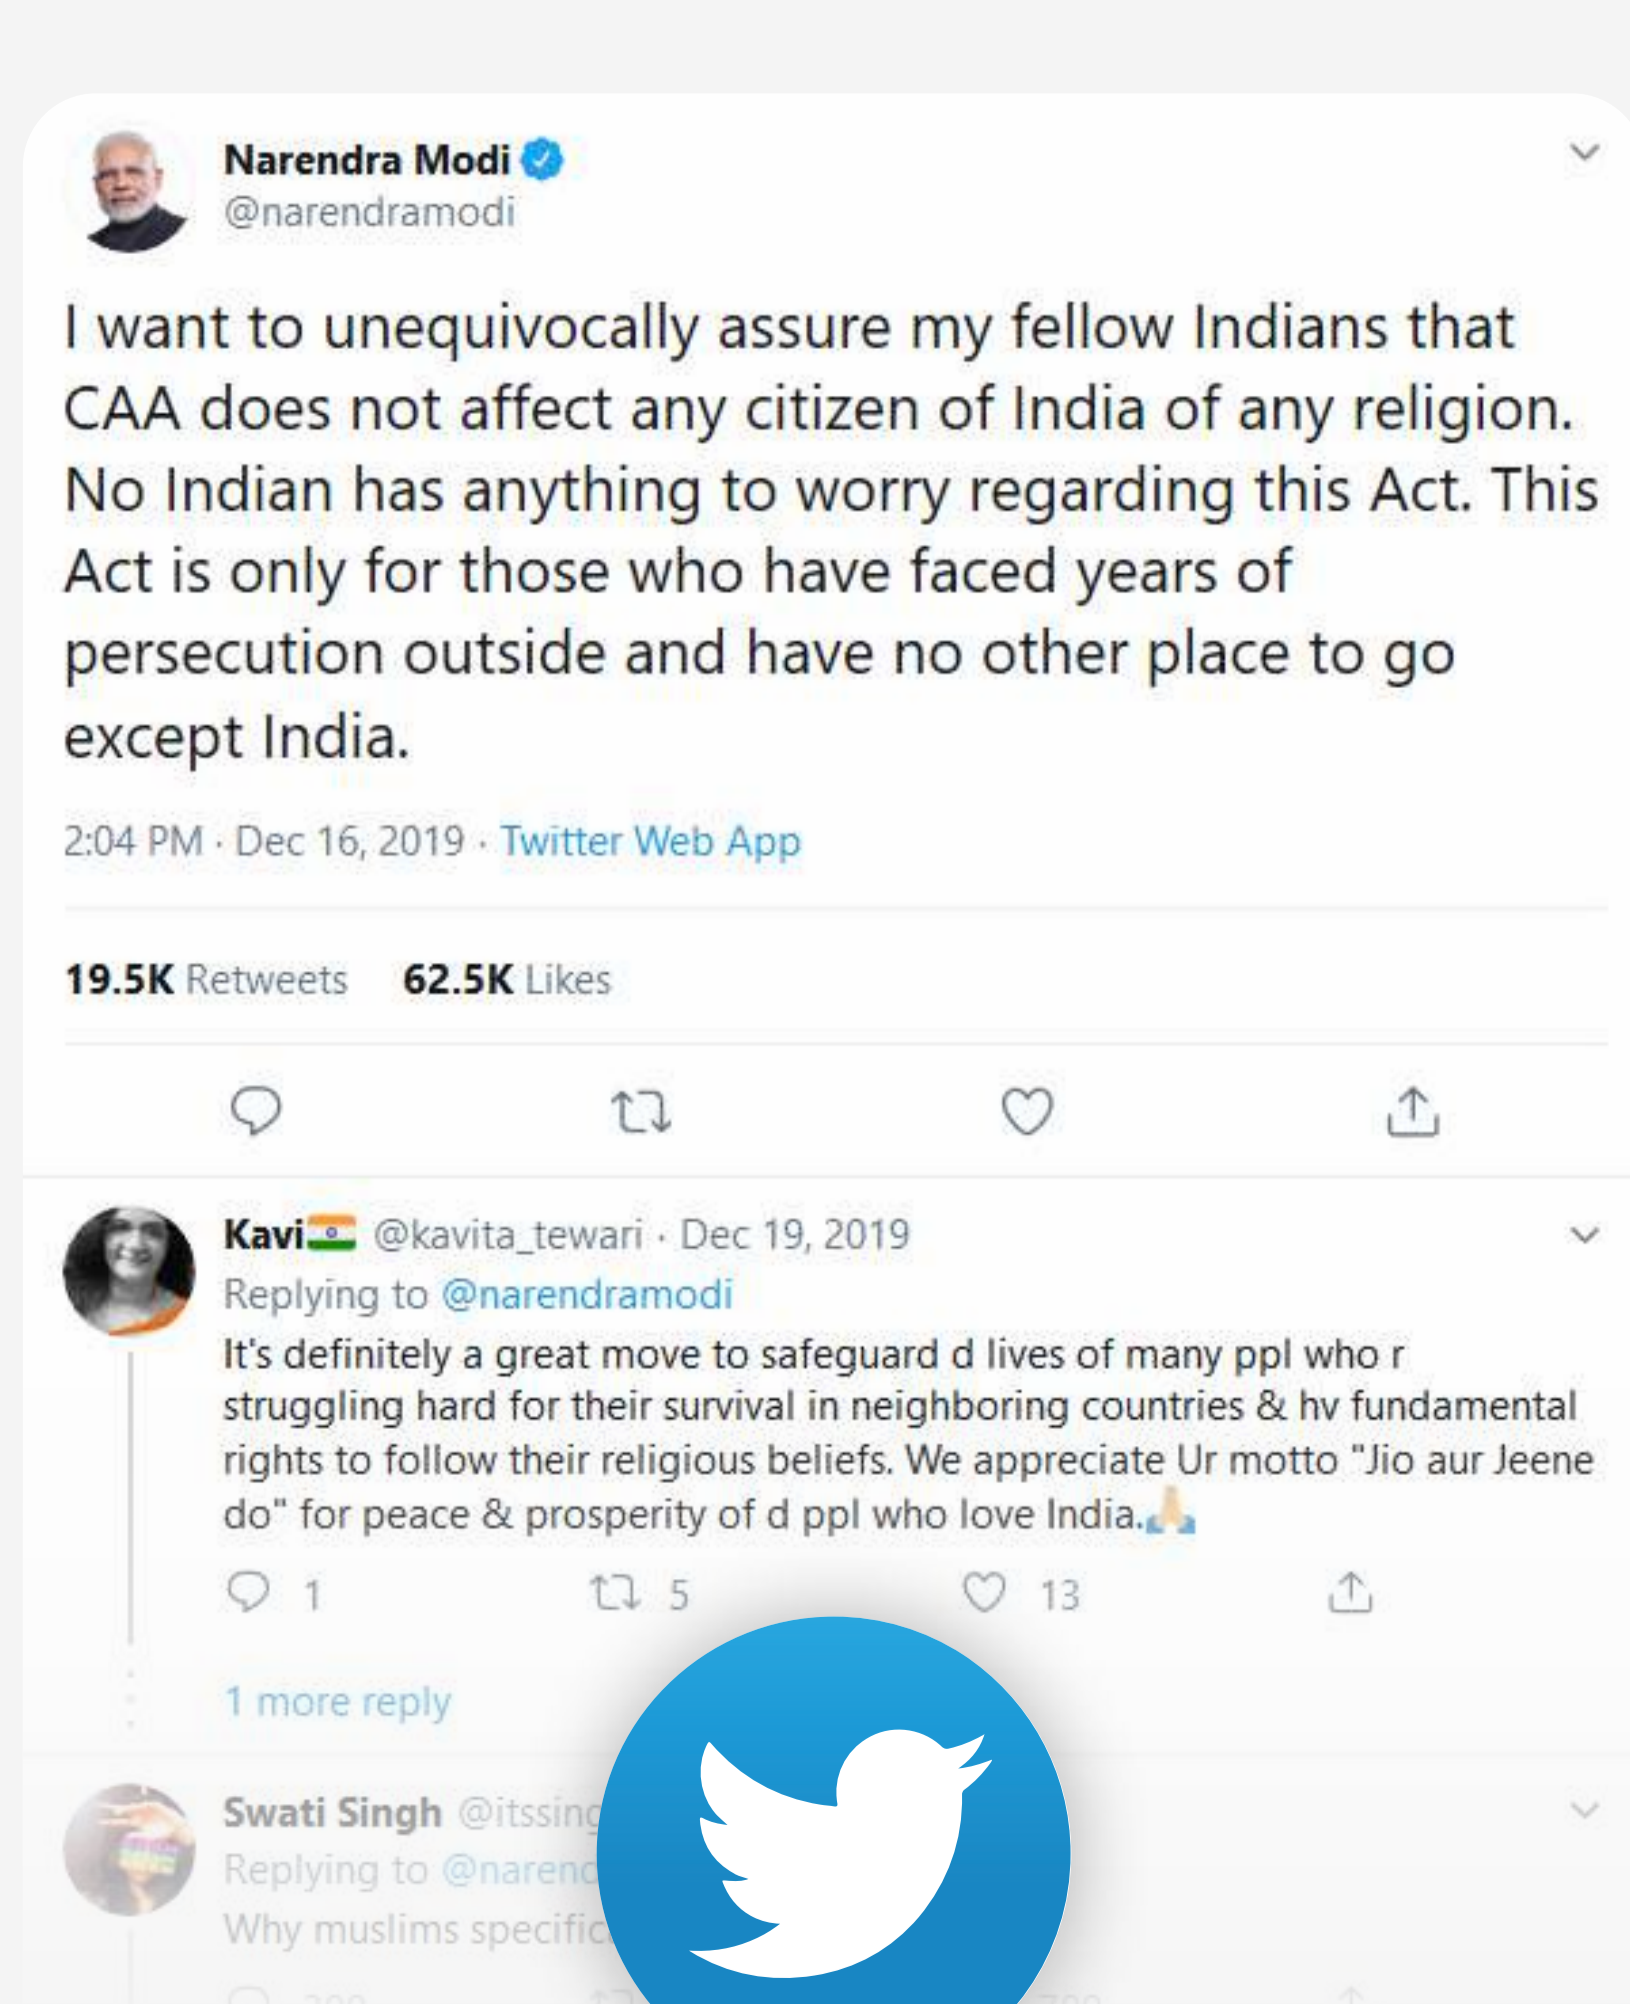 Narendra Modi
@narendramodi
I want to unequivocally assure my fellow Indians that
CAA does not affect any citizen of India of any religion.
No Indian has anything to worry regarding this Act. This
Act is only for those who have faced years of
persecution outside and have no other place to go
except India.
2:04 PM · Dec 16, 2019 · Twitter Web App
19.5K Retweets 62.5K Likes
Kavi @kavita_tewari · Dec 19, 2019
Replying to @narendramodi
It's definitely a great move to safeguard d lives of many ppl who r
struggling hard for their survival in neighboring countries & hv fundamental
rights to follow their religious beliefs. We appreciate Ur motto "Jio aur Jeene
do" for peace & prosperity of d ppl who love India.🙏
1 5 13
1 more reply
Swati Singh
Replying to
Why muslims